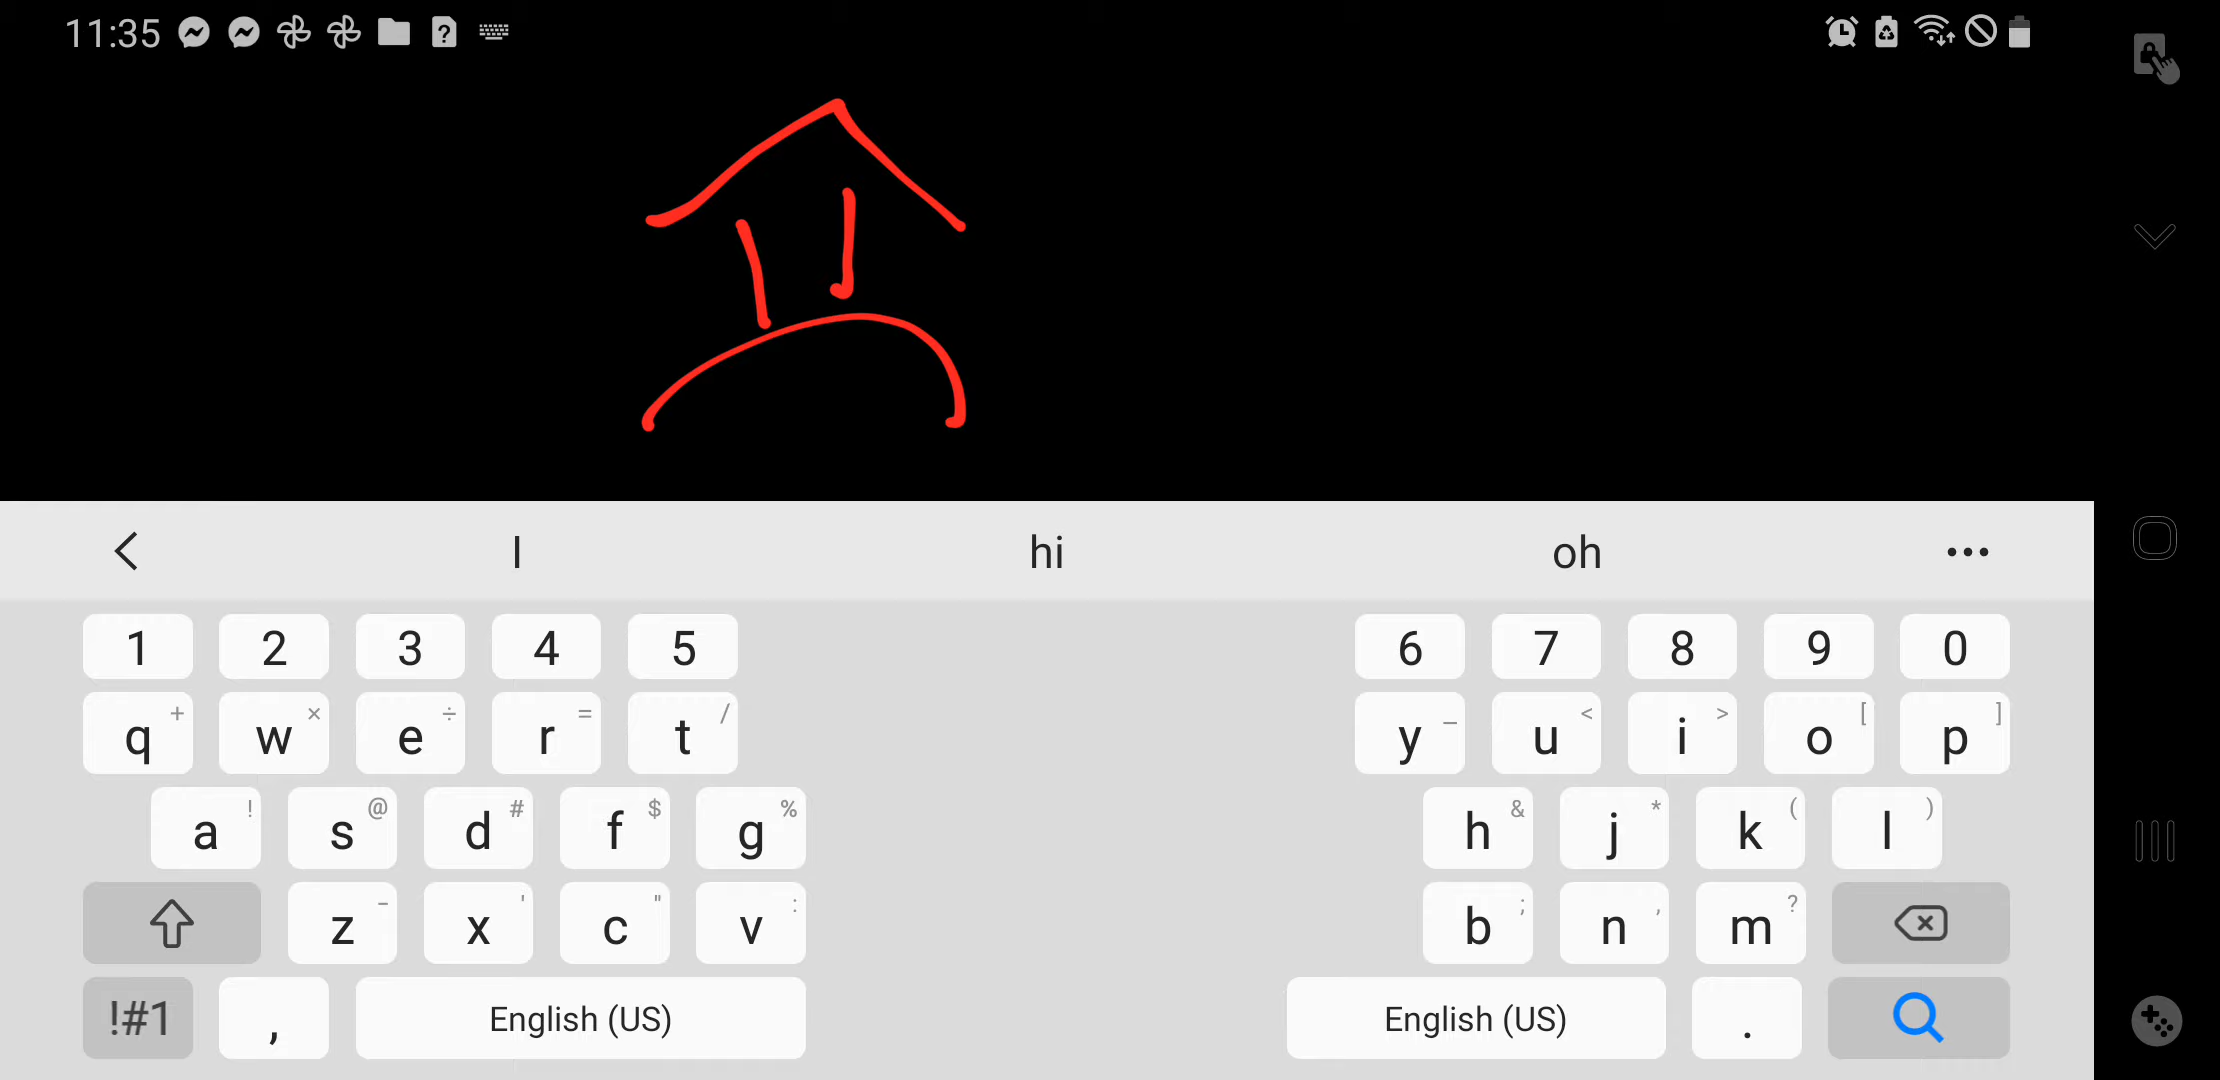 11:35
I hi oh
1 2 3 4 5 6 7 8 9 0
q + w × e ÷ r = t / y _ u < i > o [ p ]
a ! s @ d # f $ g % h & j * k ( l )
z - x ' c " v : b ; n , m ?
!#1 , English (US) English (US) .